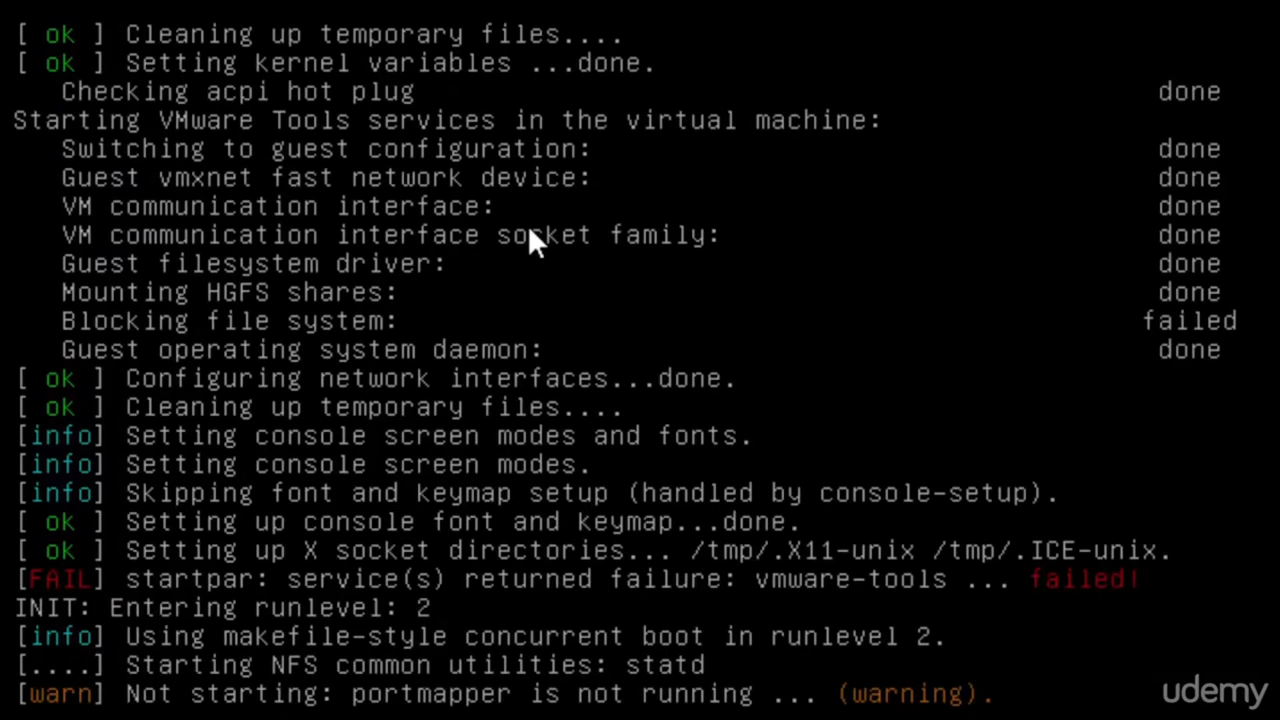 [ ok ] Cleaning up temporary files....
[ ok ] Setting kernel variables ...done.
Checking acpi hot plug done
Starting VMware Tools services in the virtual machine:
Switching to guest configuration: done
Guest vmxnet fast network device: done
VM communication interface: done
VM communication interface socket family: done
Guest filesystem driver: done
Mounting HGFS shares: done
Blocking file system: failed
Guest operating system daemon: done
[ ok ] Configuring network interfaces...done.
[ ok ] Cleaning up temporary files....
[info] Setting console screen modes and fonts.
[info] Setting console screen modes.
[info] Skipping font and keymap setup (handled by console-setup).
[ ok ] Setting up console font and keymap...done.
[ ok ] Setting up X socket directories... /tmp/.X11-unix /tmp/.ICE-unix.
[FAIL] startpar: service(s) returned failure: vmware-tools ... failed!
INIT: Entering runlevel: 2
[info] Using makefile-style concurrent boot in runlevel 2.
[....] Starting NFS common utilities: statd
[warn] Not starting: portmapper is not running ... (warning).
udemy